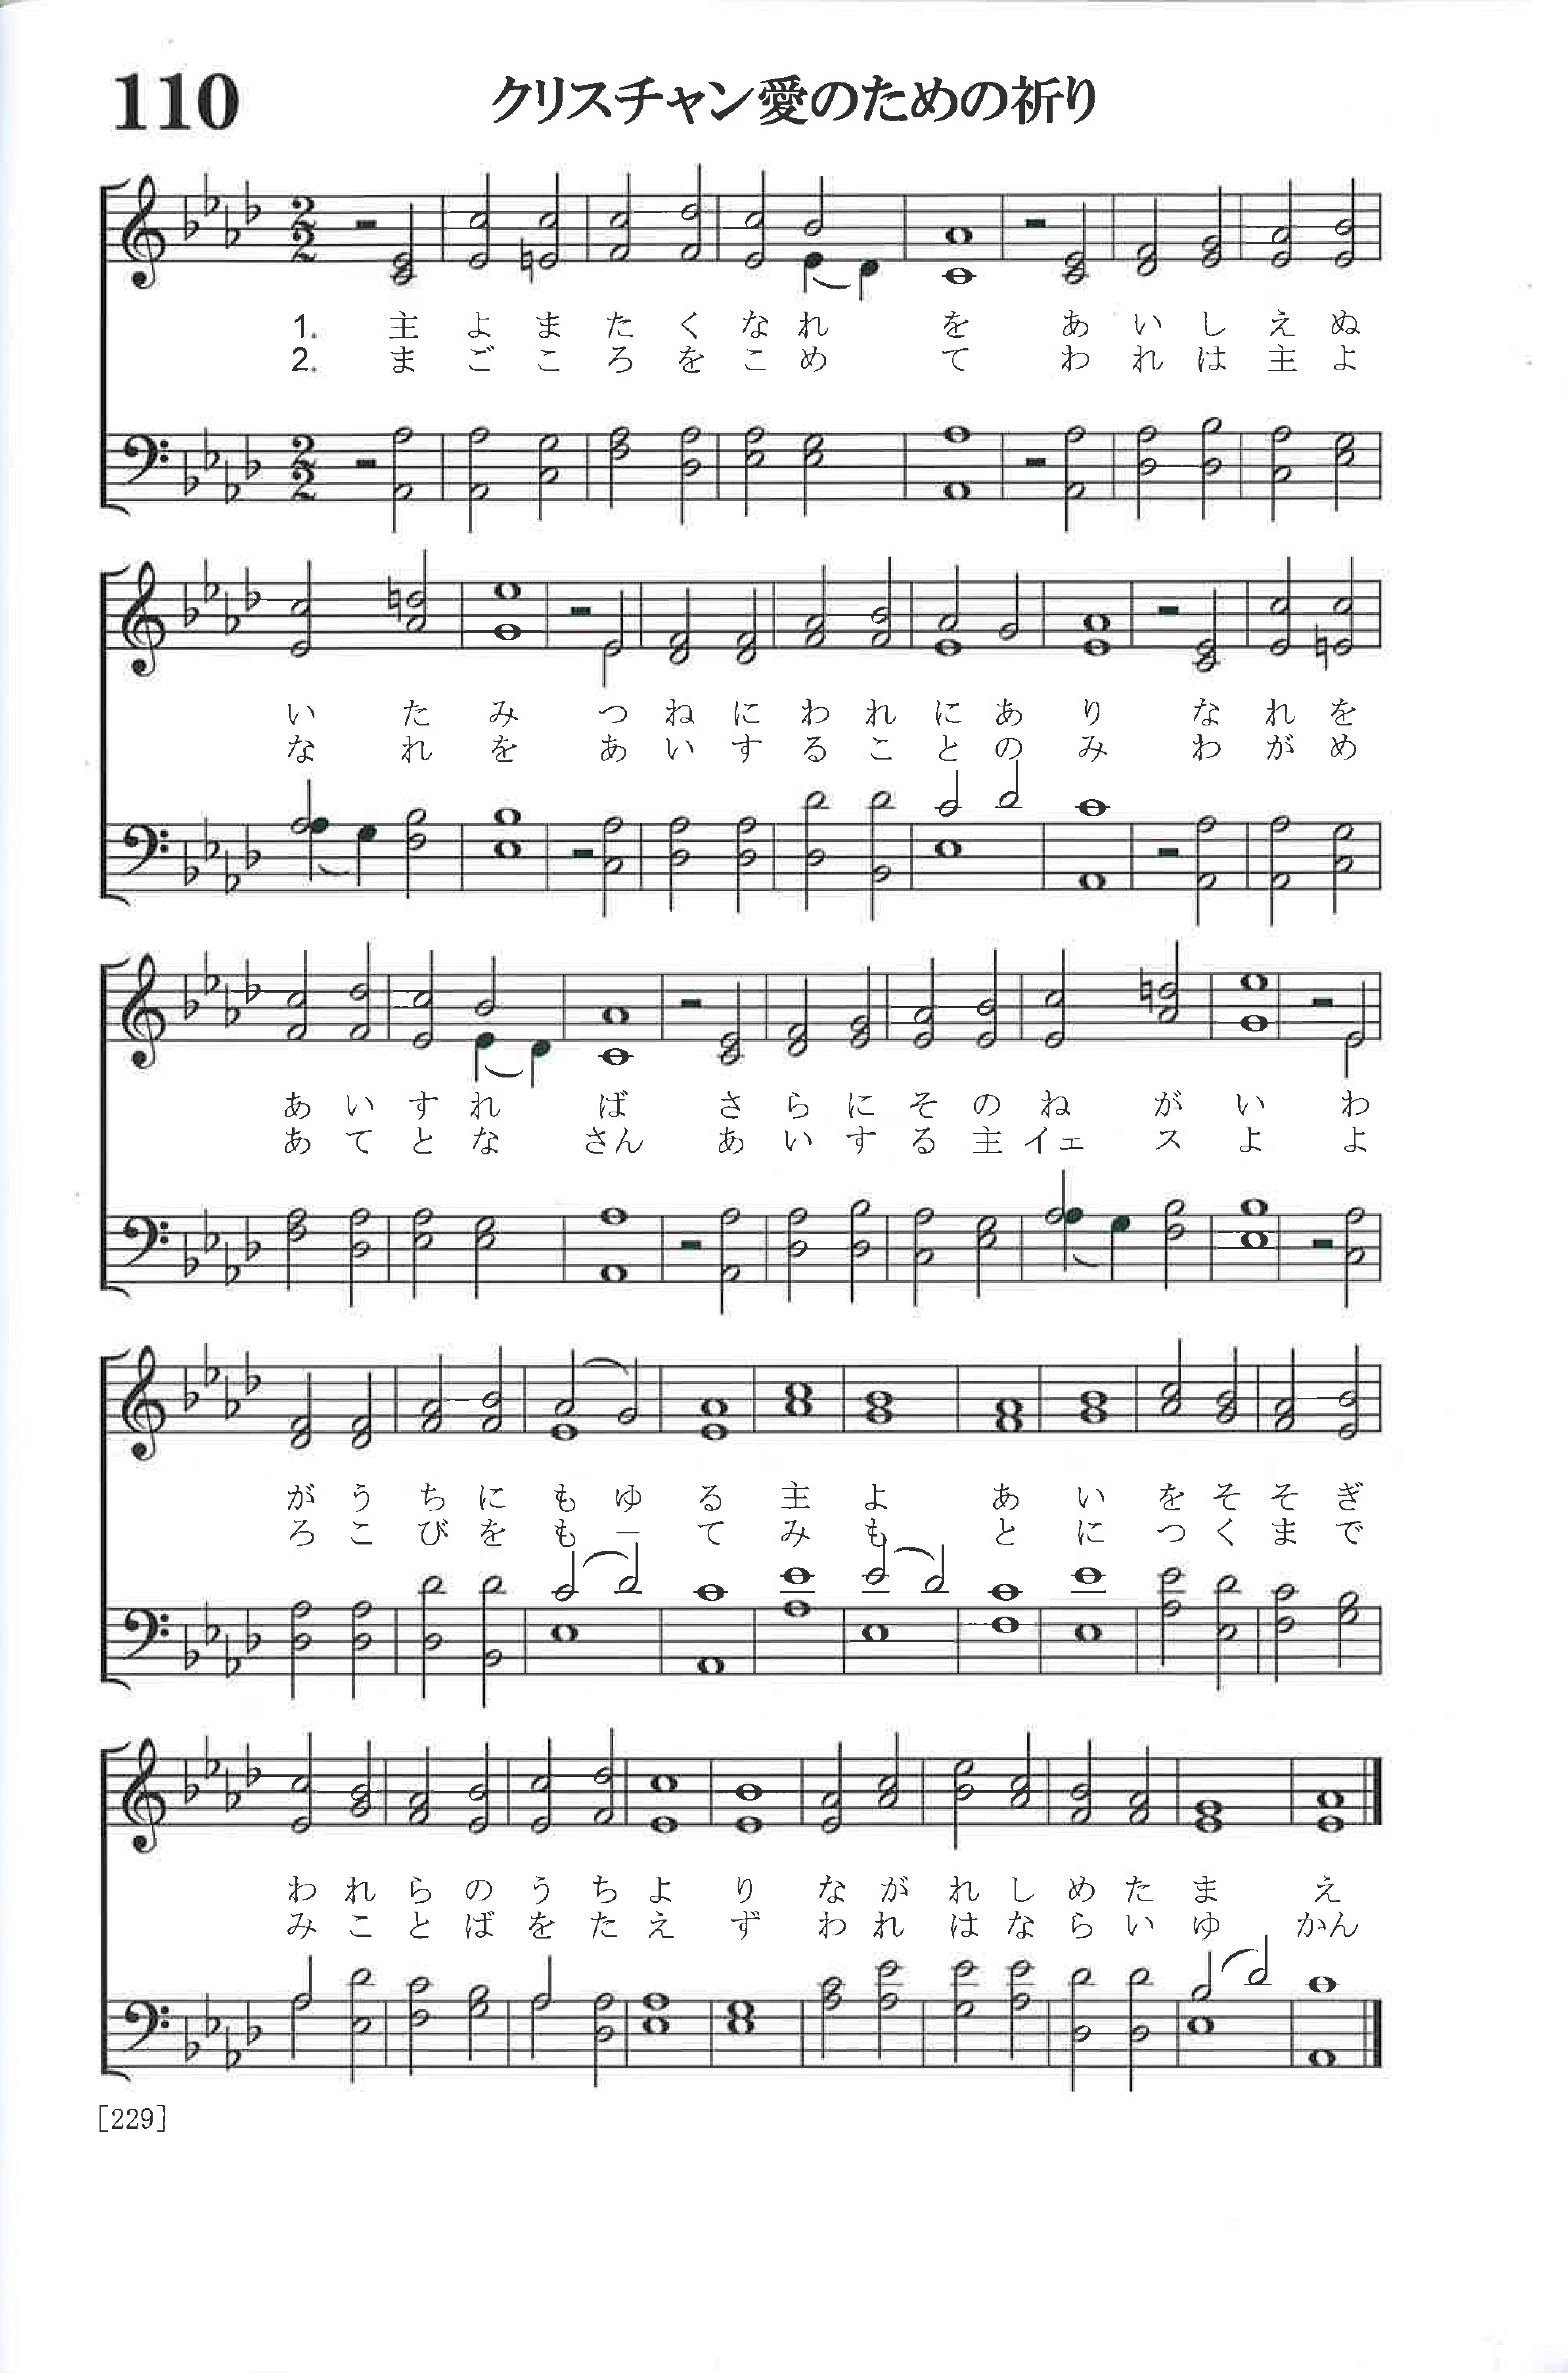 110
クリスチャン愛のための祈り
1. 主よまたくなれをあいしえぬ
2. まごころをこめてわれは主よ
いたみつねにわれにありなれを
なれをあいすることのみわがめ
あいすればさらにそのねがいわ
あてとなさんあいする主イェスよよ
がうちにもゆる主よあいをそそぎ
ろこびをもーてみもとにつくまで
われらのうちよりながれしめたまえ
みことばをたえずわれはならいゆかん
[229]